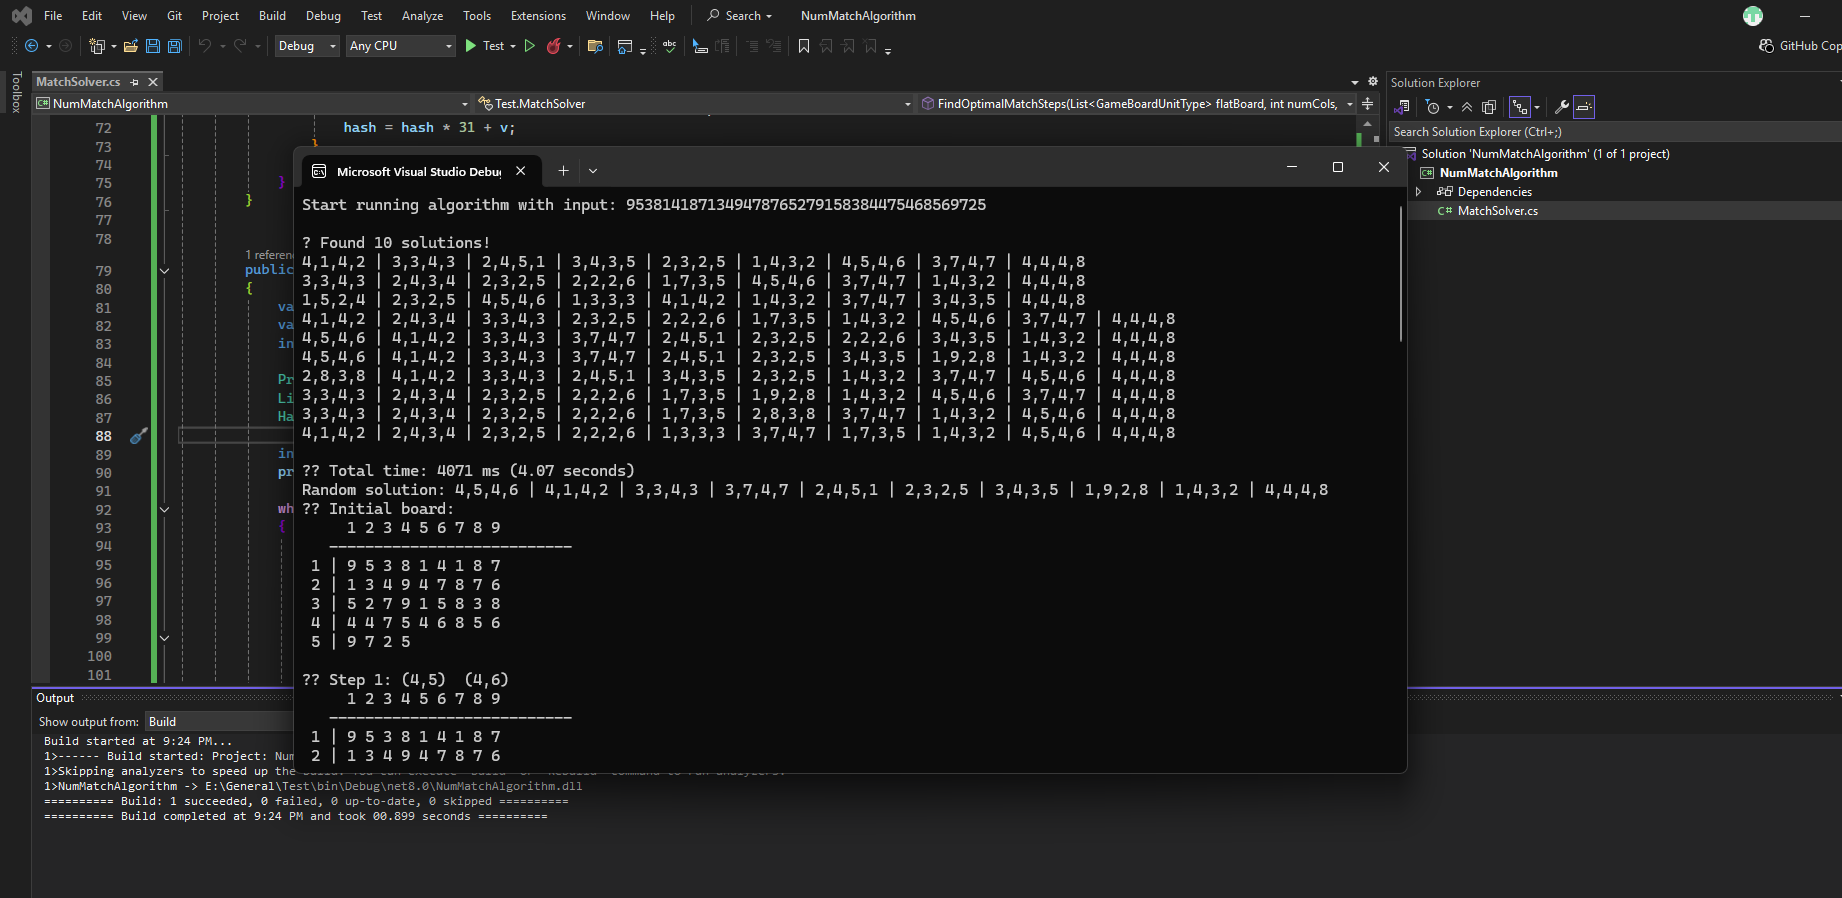 File Edit View Git Project Build Debug Test Analyze Tools Extensions Window Help Search NumMatchAlgorithm
Debug Any CPU Test GitHub Cop
Toolbox
MatchSolver.cs
NumMatchAlgorithm Test.MatchSolver FindOptimalMatchSteps(List<GameBoardUnitType> flatBoard, int numCols,
72 hash = hash * 31 + v;
73 }
74
75 }
76 }
77
78
1 referen
79 public
80 {
81 va
82 va
83 in
84
85 Pr
86 Li
87 Ha
88
89 in
90 pr
91
92 wh
93 {
94
95
96
97
98
99
100
101
Microsoft Visual Studio Debug
Start running algorithm with input: 953814187134947876527915838447546856 9725
? Found 10 solutions!
4,1,4,2 | 3,3,4,3 | 2,4,5,1 | 3,4,3,5 | 2,3,2,5 | 1,4,3,2 | 4,5,4,6 | 3,7,4,7 | 4,4,4,8
3,3,4,3 | 2,4,3,4 | 2,3,2,5 | 2,2,2,6 | 1,7,3,5 | 4,5,4,6 | 3,7,4,7 | 1,4,3,2 | 4,4,4,8
1,5,2,4 | 2,3,2,5 | 4,5,4,6 | 1,3,3,3 | 4,1,4,2 | 1,4,3,2 | 3,7,4,7 | 3,4,3,5 | 4,4,4,8
4,1,4,2 | 2,4,3,4 | 3,3,4,3 | 2,3,2,5 | 2,2,2,6 | 1,7,3,5 | 1,4,3,2 | 4,5,4,6 | 3,7,4,7 | 4,4,4,8
4,5,4,6 | 4,1,4,2 | 3,3,4,3 | 3,7,4,7 | 2,4,5,1 | 2,3,2,5 | 2,2,2,6 | 3,4,3,5 | 1,4,3,2 | 4,4,4,8
4,5,4,6 | 4,1,4,2 | 3,3,4,3 | 3,7,4,7 | 2,4,5,1 | 2,3,2,5 | 3,4,3,5 | 1,9,2,8 | 1,4,3,2 | 4,4,4,8
2,8,3,8 | 4,1,4,2 | 3,3,4,3 | 2,4,5,1 | 3,4,3,5 | 2,3,2,5 | 1,4,3,2 | 3,7,4,7 | 4,5,4,6 | 4,4,4,8
3,3,4,3 | 2,4,3,4 | 2,3,2,5 | 2,2,2,6 | 1,7,3,5 | 1,9,2,8 | 1,4,3,2 | 4,5,4,6 | 3,7,4,7 | 4,4,4,8
3,3,4,3 | 2,4,3,4 | 2,3,2,5 | 2,2,2,6 | 1,7,3,5 | 2,8,3,8 | 3,7,4,7 | 1,4,3,2 | 4,5,4,6 | 4,4,4,8
4,1,4,2 | 2,4,3,4 | 2,3,2,5 | 2,2,2,6 | 1,3,3,3 | 3,7,4,7 | 1,7,3,5 | 1,4,3,2 | 4,5,4,6 | 4,4,4,8
?? Total time: 4071 ms (4.07 seconds)
Random solution: 4,5,4,6 | 4,1,4,2 | 3,3,4,3 | 3,7,4,7 | 2,4,5,1 | 2,3,2,5 | 3,4,3,5 | 1,9,2,8 | 1,4,3,2 | 4,4,4,8
?? Initial board:
1 2 3 4 5 6 7 8 9
---------------------------
1 | 9 5 3 8 1 4 1 8 7
2 | 1 3 4 9 4 7 8 7 6
3 | 5 2 7 9 1 5 8 3 8
4 | 4 4 7 5 4 6 8 5 6
5 | 9 7 2 5
?? Step 1: (4,5) (4,6)
1 2 3 4 5 6 7 8 9
---------------------------
1 | 9 5 3 8 1 4 1 8 7
2 | 1 3 4 9 4 7 8 7 6
Solution Explorer
Search Solution Explorer (Ctrl+;)
Solution 'NumMatchAlgorithm' (1 of 1 project)
NumMatchAlgorithm
Dependencies
MatchSolver.cs
Output
Show output from: Build
Build started at 9:24 PM...
1>------ Build started: Project: Num
1>Skipping analyzers to speed up the
1>NumMatchAlgorithm -> E:\General\Test\bin\Debug\net8.0\NumMatchAlgorithm.dll
========== Build: 1 succeeded, 0 failed, 0 up-to-date, 0 skipped ==========
========== Build completed at 9:24 PM and took 00.899 seconds ==========